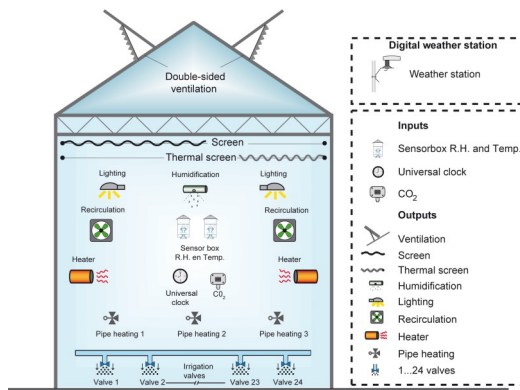 Double-sided
ventilation
Screen
Thermal screen
Lighting
Humidification
Lighting
Recirculation
Recirculation
Sensor box
R.H. en Temp.
Heater
Heater
Universal
clock
CO₂
Pipe heating 1
Pipe heating 2
Pipe heating 3
Irrigation
valves
Valve 1
Valve 2
Valve 23
Valve 24
Digital weather station
Weather station
Inputs
Sensorbox R.H. and Temp.
Universal clock
CO₂
Outputs
Ventilation
Screen
Thermal screen
Humidification
Lighting
Recirculation
Heater
Pipe heating
1...24 valves